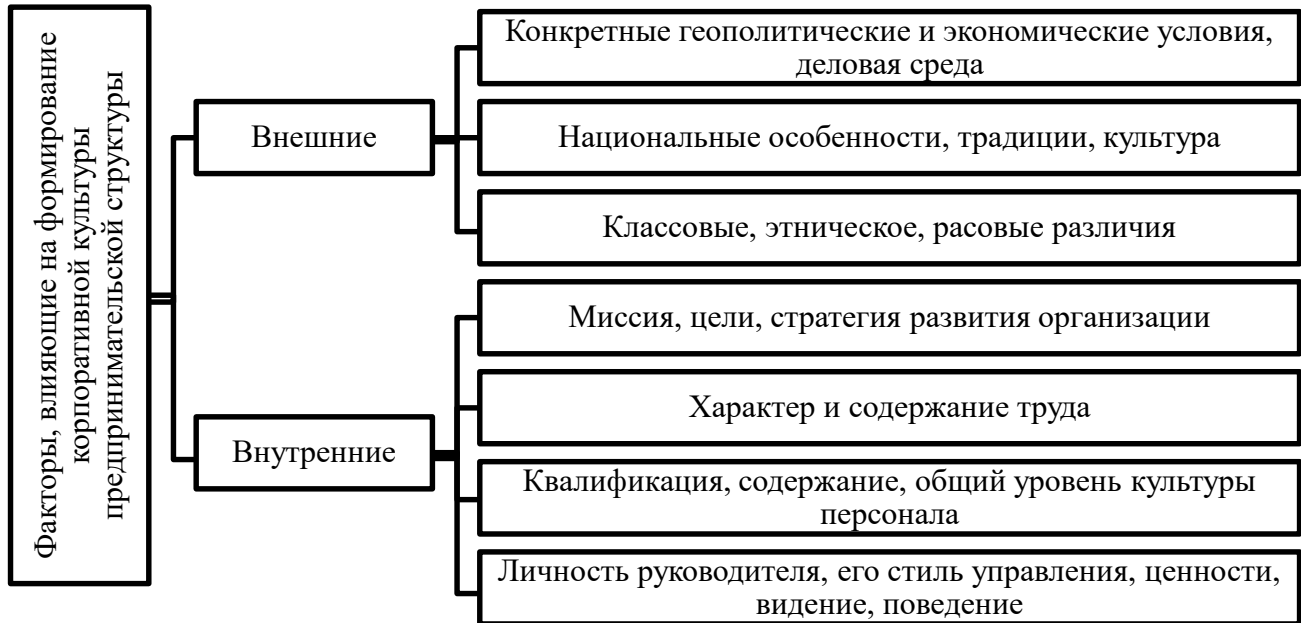 Факторы, влияющие на формирование
корпоративной культуры
предпринимательской структуры
Внешние
Конкретные геополитические и экономические условия,
деловая среда
Национальные особенности, традиции, культура
Классовые, этническое, расовые различия
Внутренние
Миссия, цели, стратегия развития организации
Характер и содержание труда
Квалификация, содержание, общий уровень культуры
персонала
Личность руководителя, его стиль управления, ценности,
видение, поведение